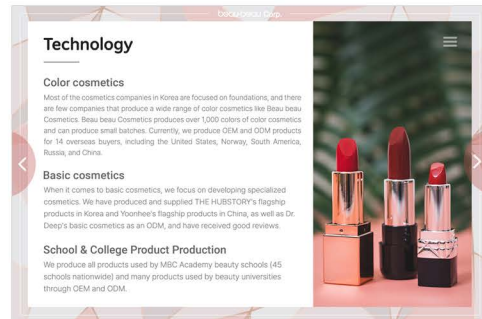 beau beau Corp.
Technology
Color cosmetics
Most of the cosmetics companies in Korea are focused on foundations, and there
are few companies that produce a wide range of color cosmetics like Beau beau
Cosmetics. Beau beau Cosmetics produces over 1,000 colors of color cosmetics
and can produce small batches. Currently, we produce OEM and ODM products
for 14 overseas buyers, including the United States, Norway, South America,
Russia, and China.
Basic cosmetics
When it comes to basic cosmetics, we focus on developing specialized
cosmetics. We have produced and supplied THE HUBSTORY's flagship
products in Korea and Yoonhee's flagship products in China, as well as Dr.
Deep's basic cosmetics as an ODM, and have received good reviews.
School & College Product Production
We produce all products used by MBC Academy beauty schools (45
schools nationwide) and many products used by beauty universities
through OEM and ODM.